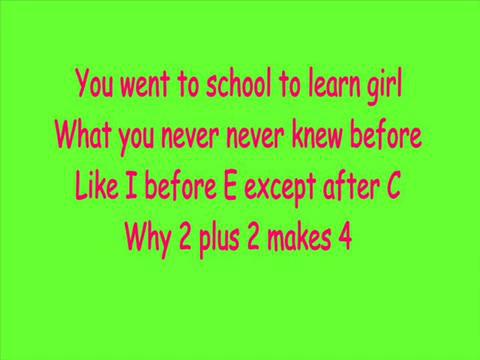 You went to school to learn girl
What you never never knew before
Like I before E except after C
Why 2 plus 2 makes 4